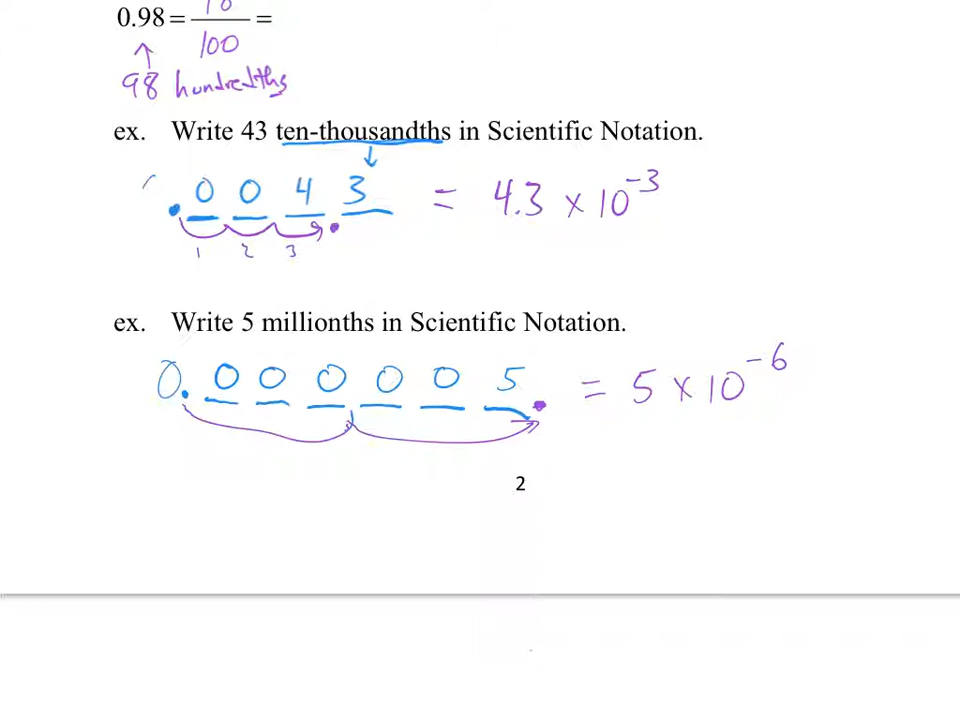 0.98 = 98/100 =
98 hundredths
ex. Write 43 ten-thousandths in Scientific Notation.
. 0 0 4 3 . = 4.3 × 10⁻³
1 2 3
ex. Write 5 millionths in Scientific Notation.
0. 0 0 0 0 0 5 . = 5 × 10⁻⁶
2